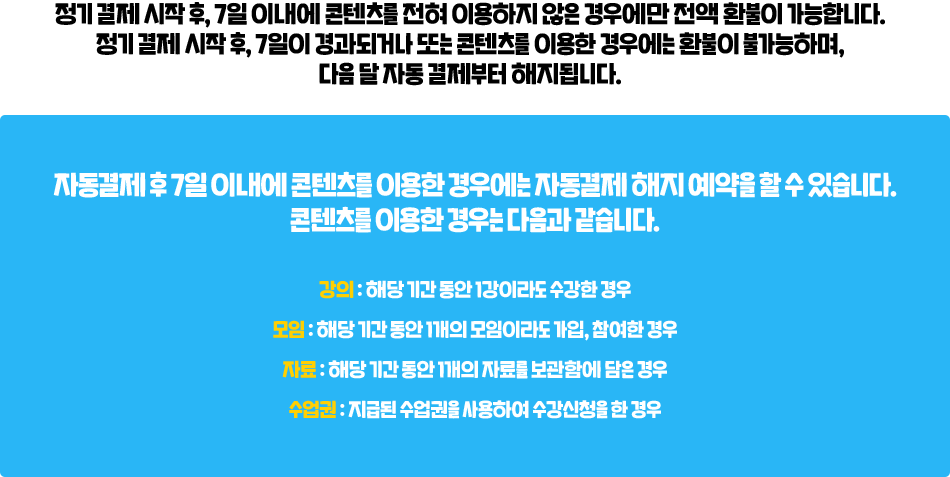 정기 결제 시작 후, 7일 이내에 콘텐츠를 전혀 이용하지 않은 경우에만 전액 환불이 가능합니다.
정기 결제 시작 후, 7일이 경과되거나 또는 콘텐츠를 이용한 경우에는 환불이 불가능하며,
다음 달 자동 결제부터 해지됩니다.
자동결제 후 7일 이내에 콘텐츠를 이용한 경우에는 자동결제 해지 예약을 할 수 있습니다.
콘텐츠를 이용한 경우는 다음과 같습니다.
강의 : 해당 기간 동안 1강이라도 수강한 경우
모임 : 해당 기간 동안 1개의 모임이라도 가입, 참여한 경우
자료 : 해당 기간 동안 1개의 자료를 보관함에 담은 경우
수업권 : 지급된 수업권을 사용하여 수강신청을 한 경우